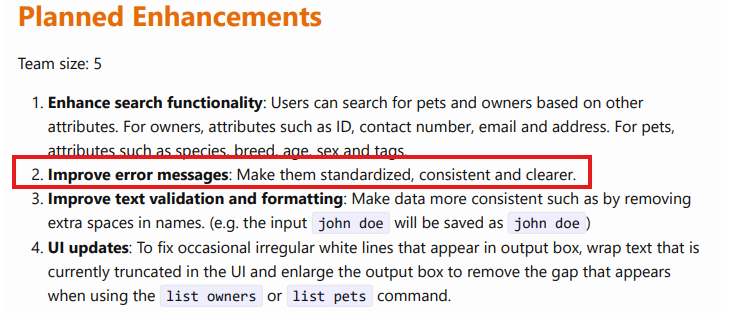 Planned Enhancements
Team size: 5
1. Enhance search functionality: Users can search for pets and owners based on other
attributes. For owners, attributes such as ID, contact number, email and address. For pets,
attributes such as species, breed, age, sex and tags.
2. Improve error messages: Make them standardized, consistent and clearer.
3. Improve text validation and formatting: Make data more consistent such as by removing
extra spaces in names. (e.g. the input john doe will be saved as john doe )
4. UI updates: To fix occasional irregular white lines that appear in output box, wrap text that is
currently truncated in the UI and enlarge the output box to remove the gap that appears
when using the list owners or list pets command.